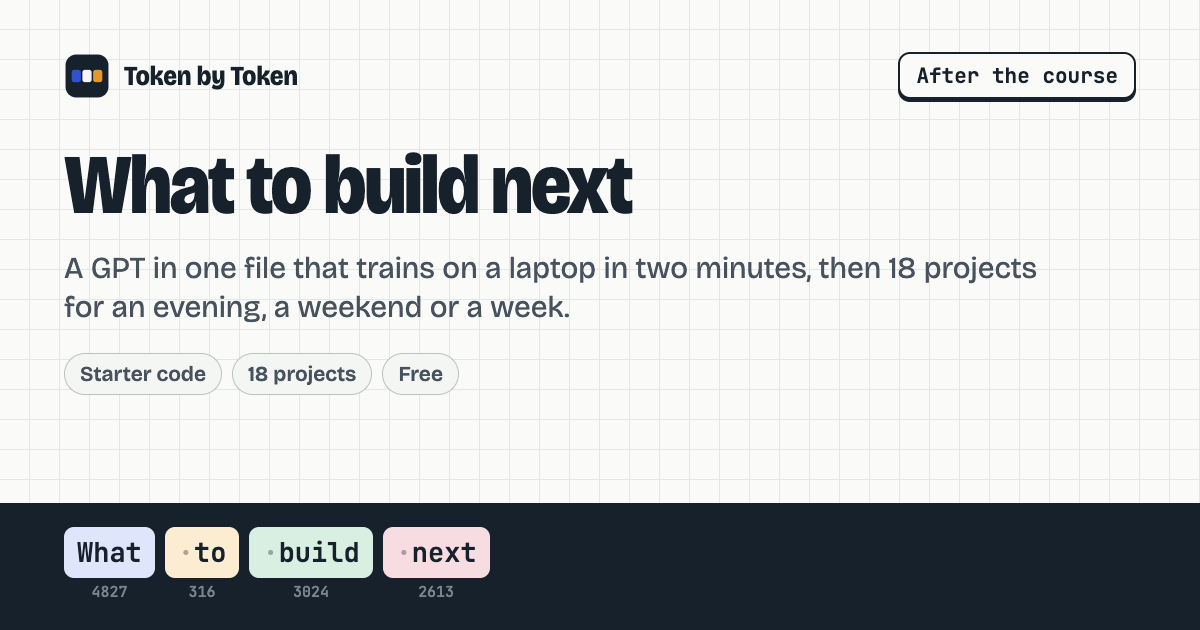 Token by Token
After the course
What to build next
A GPT in one file that trains on a laptop in two minutes, then 18 projects
for an evening, a weekend or a week.
Starter code 18 projects Free
What ·to ·build ·next
4827 316 3024 2613